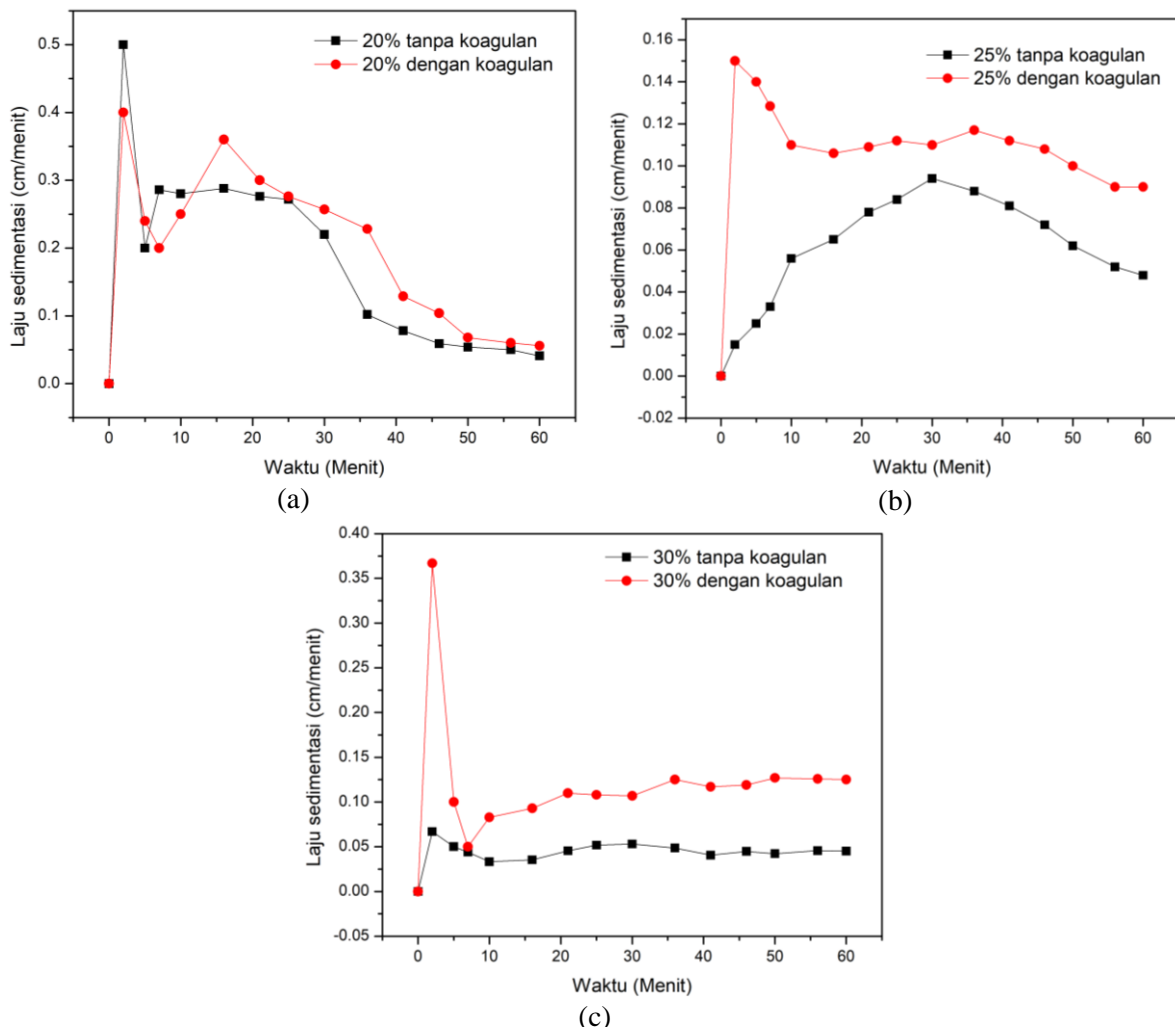 0.5
0.4
0.3
0.2
0.1
0.0
Laju sedimentasi (cm/menit)
20% tanpa koagulan
20% dengan koagulan
0 10 20 30 40 50 60
Waktu (Menit)
(a)
0.16
0.14
0.12
0.10
0.08
0.06
0.04
0.02
0.00
-0.02
Laju sedimentasi (cm/menit)
25% tanpa koagulan
25% dengan koagulan
0 10 20 30 40 50 60
Waktu (Menit)
(b)
0.40
0.35
0.30
0.25
0.20
0.15
0.10
0.05
0.00
-0.05
Laju sedimentasi (cm/menit)
30% tanpa koagulan
30% dengan koagulan
0 10 20 30 40 50 60
Waktu (Menit)
(c)